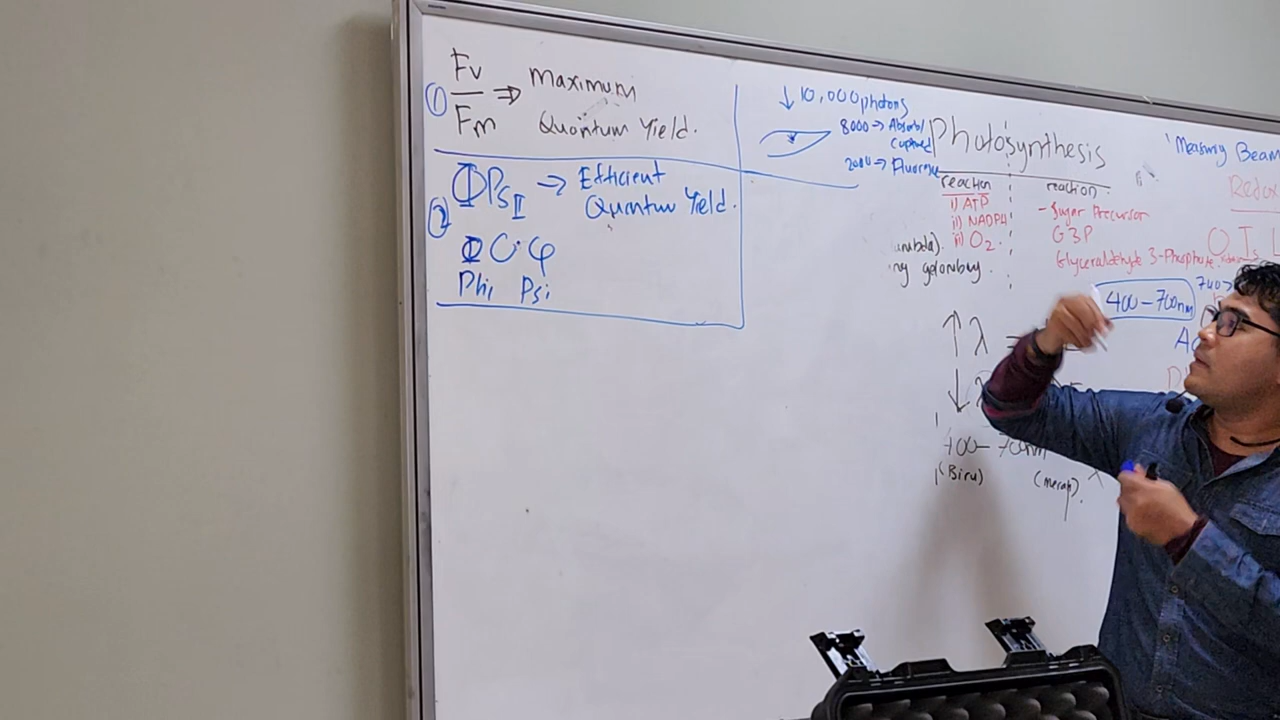 ① Fv/Fm ⇒ Maximum
Quantum Yield.
② ΦPSII → Efficient
Quantum Yield.
Φ φ
Phi, Psi
↓ 10,000 photons
8000 → Absorb/
captured
2000 →
Photosynthesis
reaction
i) ATP
ii) NADPH
iii) O2.
reaction
- Sugar Precursor
G3P
Glyceraldehyde 3-Phosphate.
'Measuring Beam
Redox
400-700nm
↑ λ =
↓ λ
400-700nm
(Biru)
(merah).